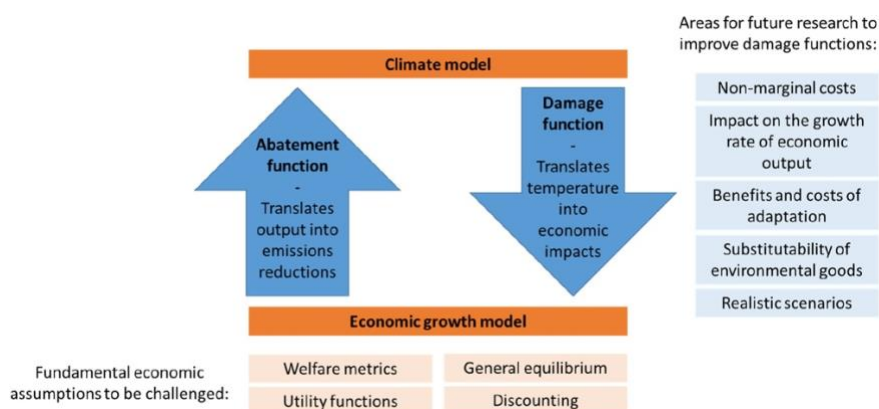 Areas for future research to
improve damage functions:
Climate model
Non-marginal costs
Impact on the growth
rate of economic
output
Benefits and costs of
adaptation
Substitutability of
environmental goods
Realistic scenarios
Abatement
function
-
Translates
output into
emissions
reductions
Damage
function
-
Translates
temperature
into
economic
impacts
Economic growth model
Fundamental economic
assumptions to be challenged:
Welfare metrics
General equilibrium
Utility functions
Discounting